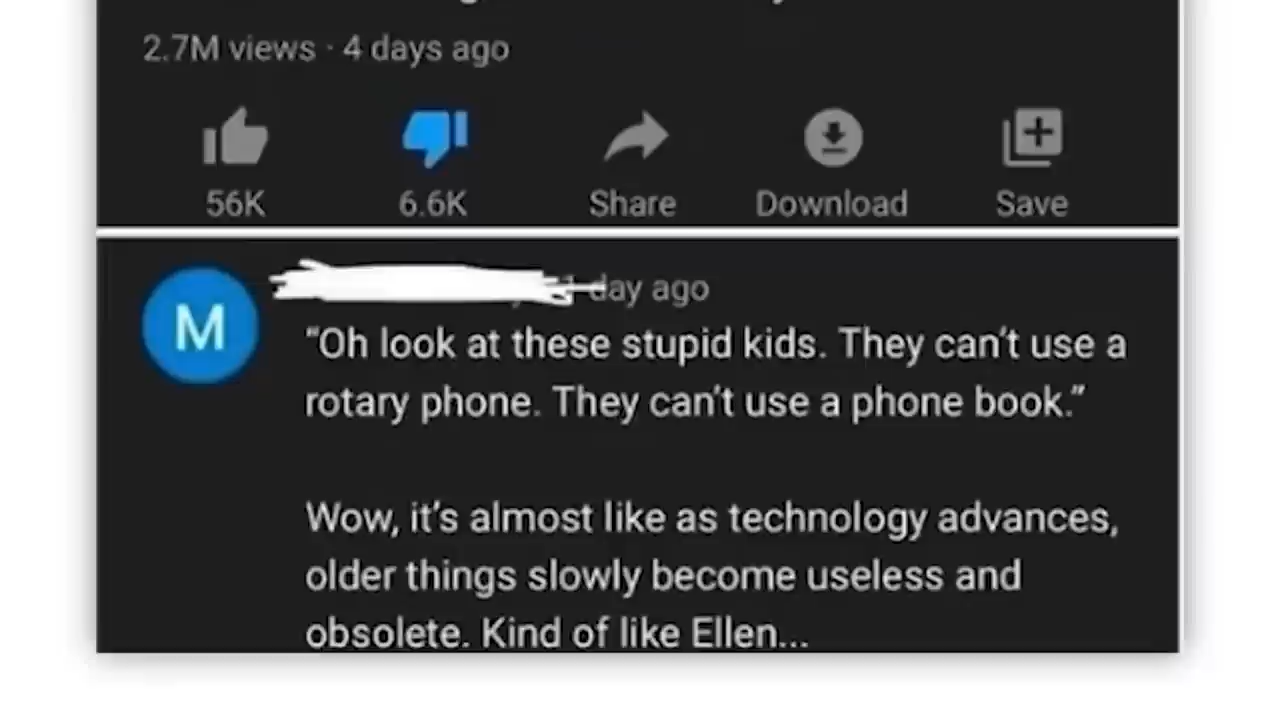 2.7M views · 4 days ago
56K 6.6K Share Download Save
M
day ago
“Oh look at these stupid kids. They can’t use a
rotary phone. They can’t use a phone book.”
Wow, it’s almost like as technology advances,
older things slowly become useless and
obsolete. Kind of like Ellen...